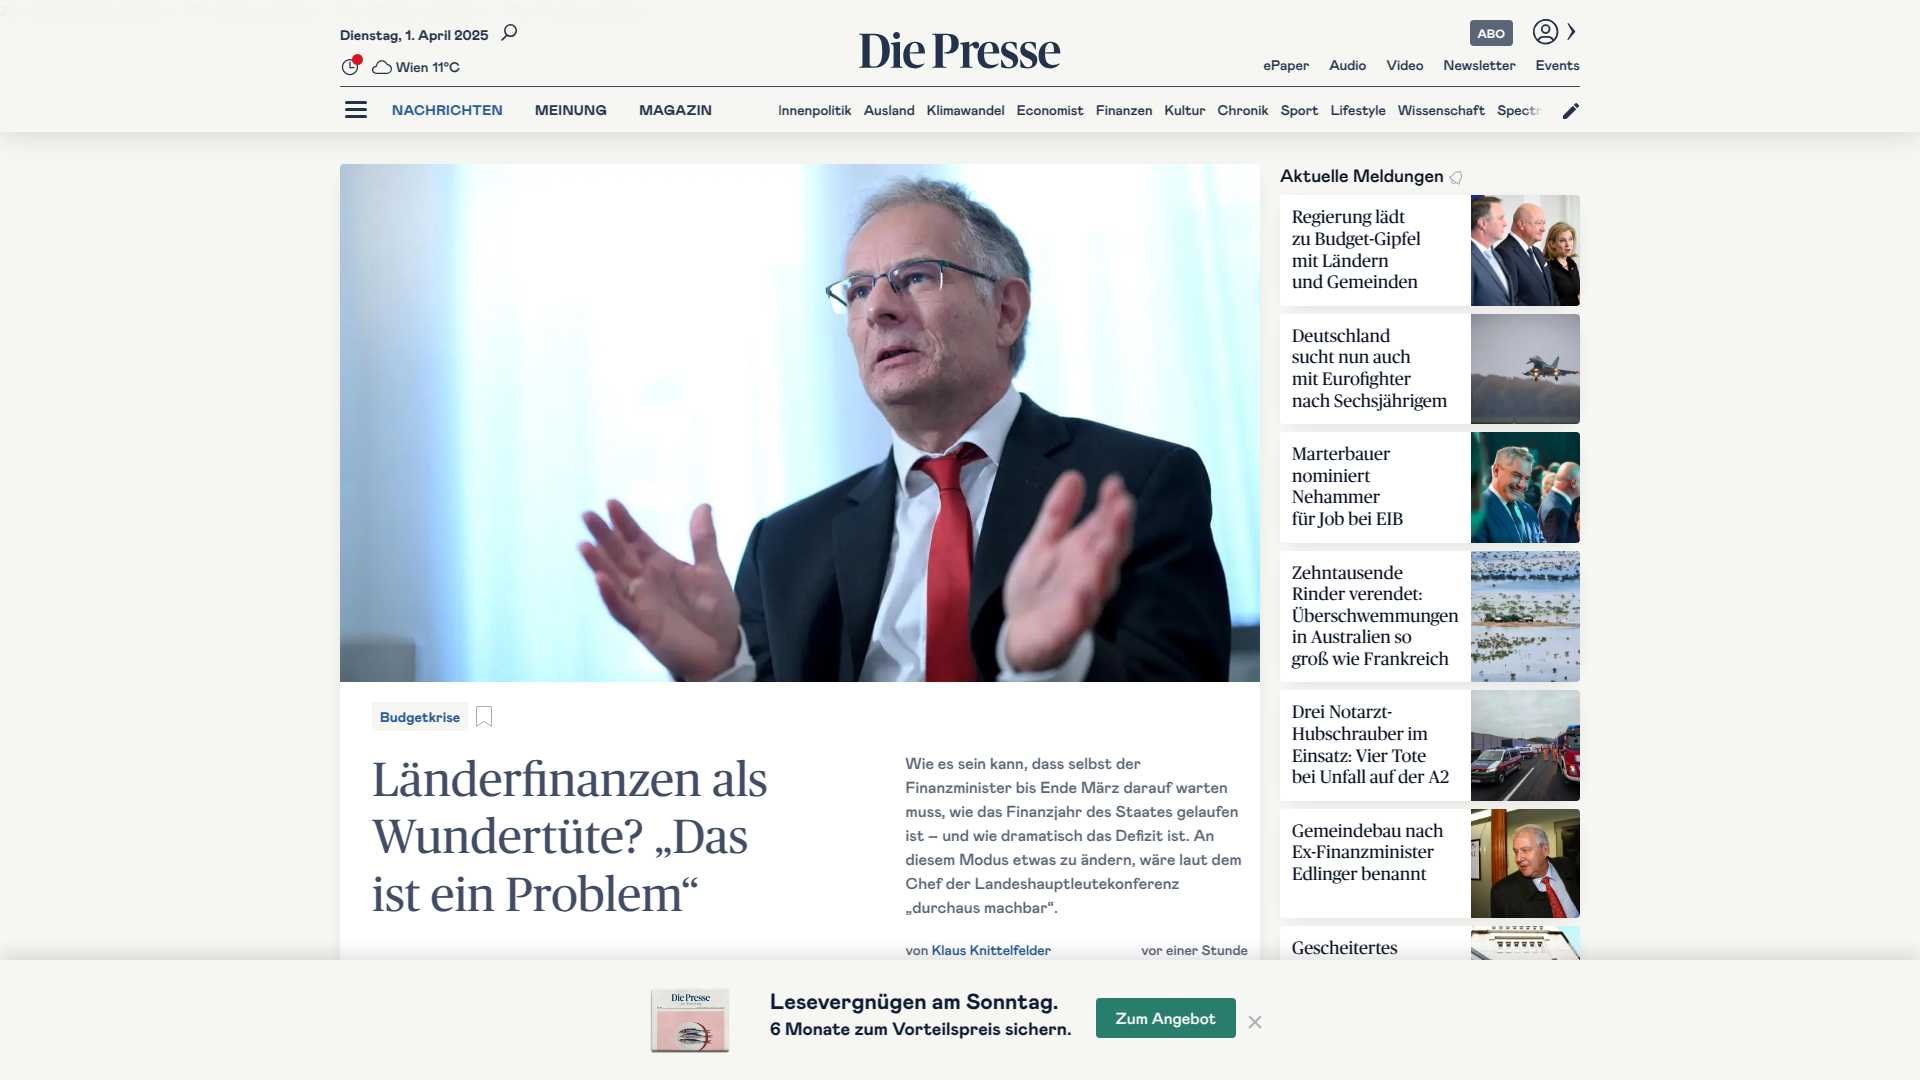 Dienstag, 1. April 2025
Wien 11°C
Die Presse
ABO
ePaper Audio Video Newsletter Events
NACHRICHTEN MEINUNG MAGAZIN
Innenpolitik Ausland Klimawandel Economist Finanzen Kultur Chronik Sport Lifestyle Wissenschaft Spectr
Budgetkrise
Länderfinanzen als
Wundertüte? „Das
ist ein Problem“
Wie es sein kann, dass selbst der
Finanzminister bis Ende März darauf warten
muss, wie das Finanzjahr des Staates gelaufen
ist – und wie dramatisch das Defizit ist. An
diesem Modus etwas zu ändern, wäre laut dem
Chef der Landeshauptleutekonferenz
„durchaus machbar“.
von Klaus Knittelfelder vor einer Stunde
Aktuelle Meldungen
Regierung lädt
zu Budget-Gipfel
mit Ländern
und Gemeinden
Deutschland
sucht nun auch
mit Eurofighter
nach Sechsjährigem
Marterbauer
nominiert
Nehammer
für Job bei EIB
Zehntausende
Rinder verendet:
Überschwemmungen
in Australien so
groß wie Frankreich
Drei Notarzt-
Hubschrauber im
Einsatz: Vier Tote
bei Unfall auf der A2
Gemeindebau nach
Ex-Finanzminister
Edlinger benannt
Gescheitertes
Die Presse
Lesevergnügen am Sonntag.
6 Monate zum Vorteilspreis sichern.
Zum Angebot